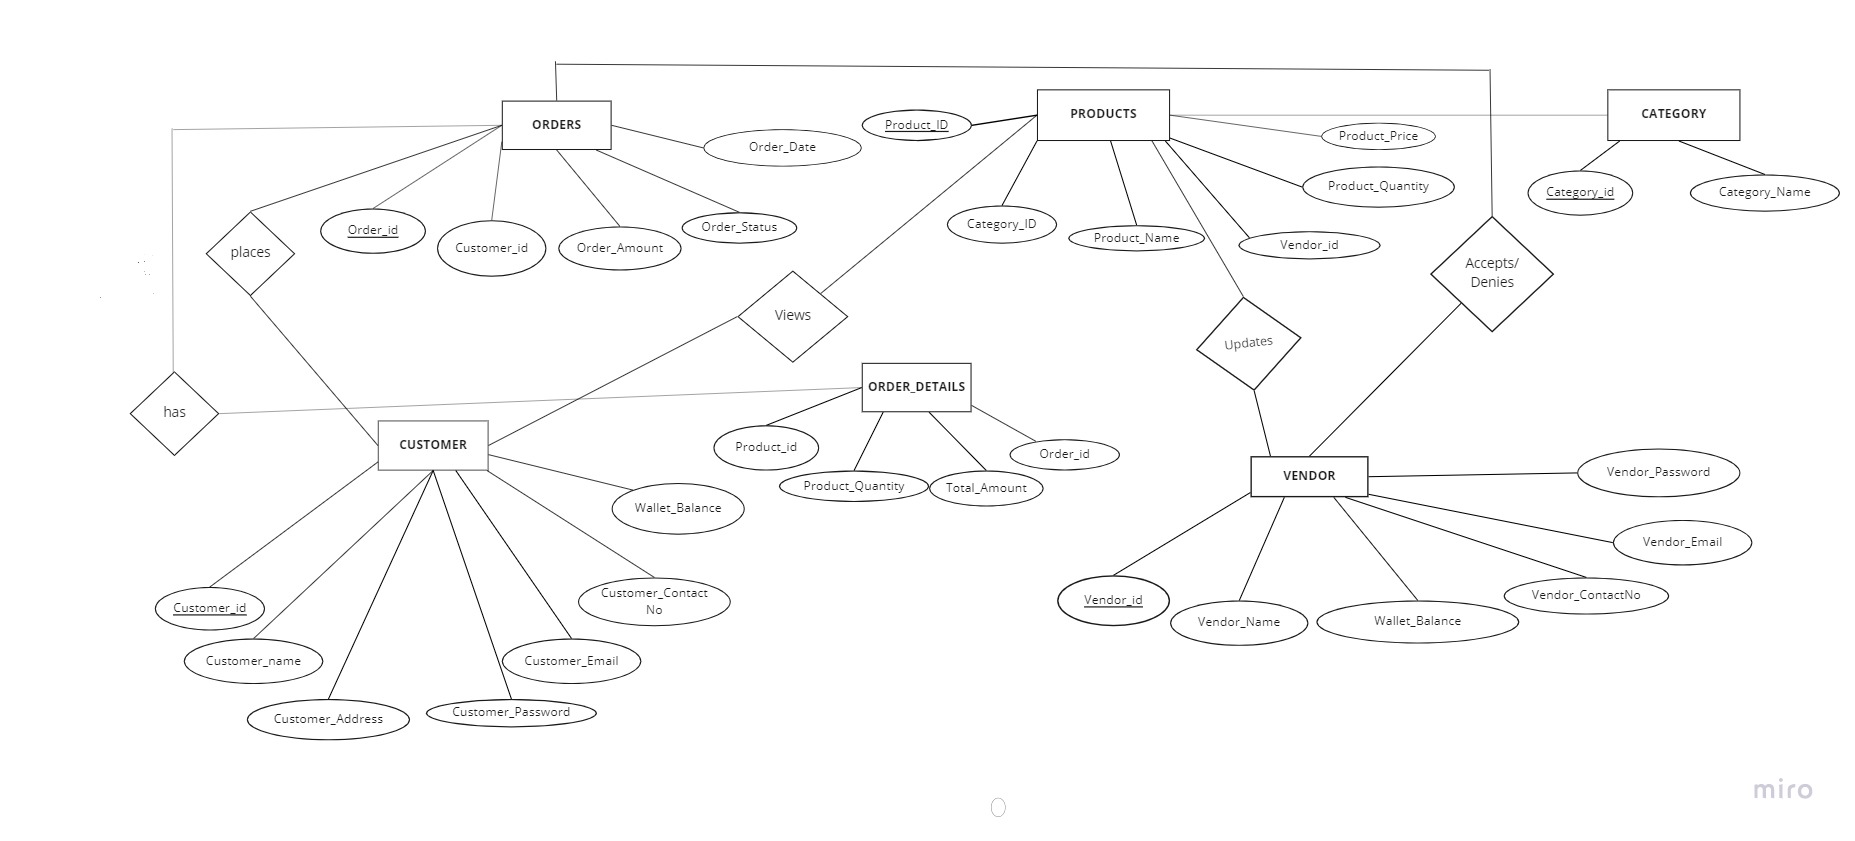 ORDERS
PRODUCTS
CATEGORY
Product_ID
Order_Date
Product_Price
Product_Quantity
Category_id
Category_Name
places
Order_id
Customer_id
Order_Amount
Order_Status
Category_ID
Product_Name
Vendor_id
Accepts/
Denies
Views
Updates
has
ORDER_DETAILS
CUSTOMER
Product_id
Product_Quantity
Total_Amount
Order_id
VENDOR
Vendor_Password
Wallet_Balance
Vendor_Email
Customer_id
Customer_name
Customer_Address
Customer_Password
Customer_Email
Customer_Contact
No
Vendor_id
Vendor_Name
Wallet_Balance
Vendor_ContactNo
miro